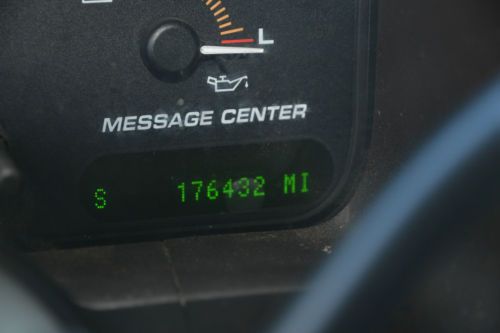 L
MESSAGE CENTER
S 176432 MI